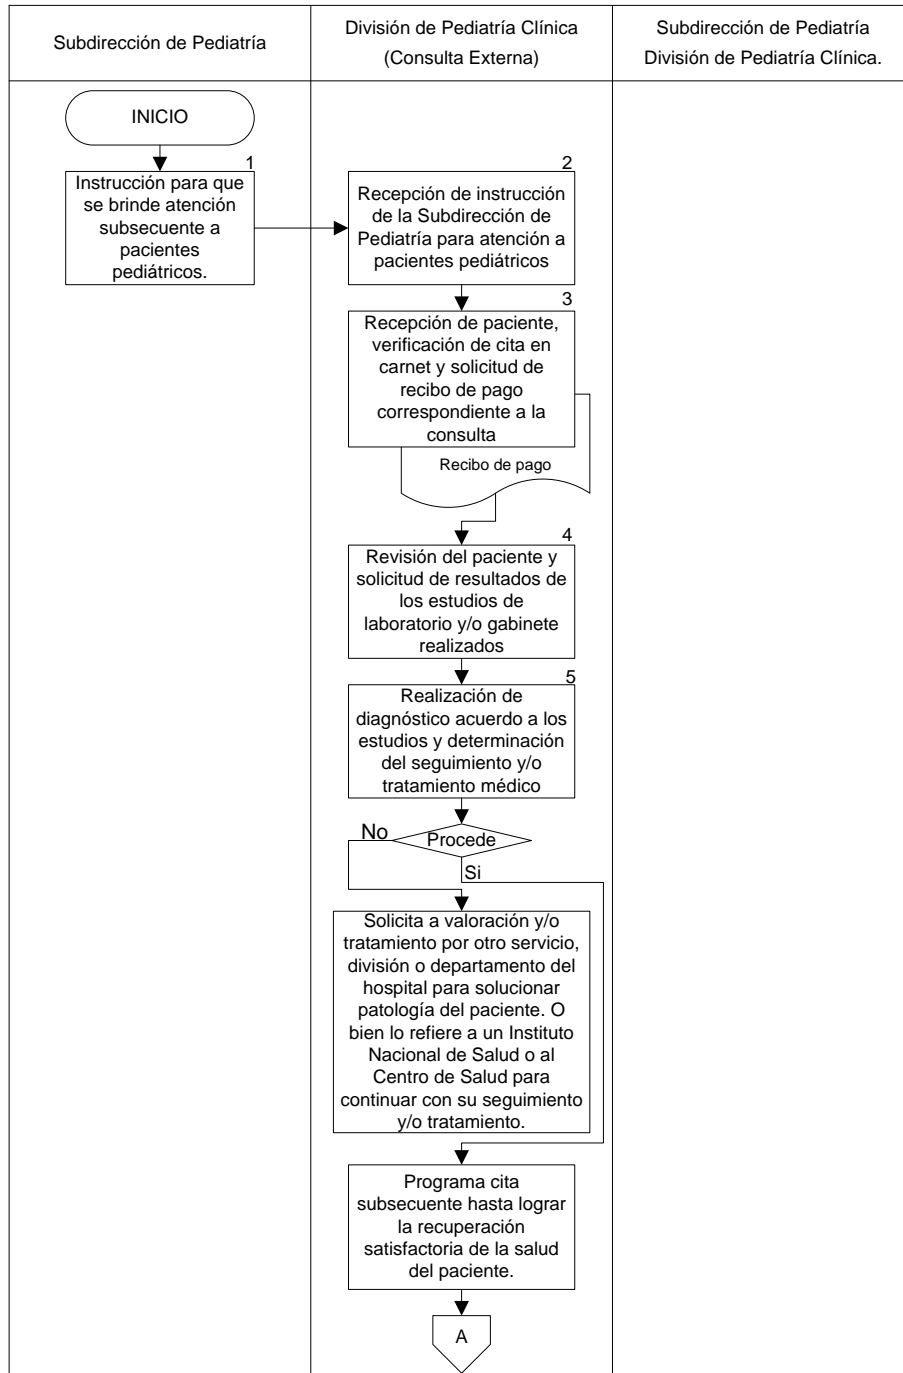 Subdirección de Pediatría
División de Pediatría Clínica
(Consulta Externa)
Subdirección de Pediatría
División de Pediatría Clínica.
INICIO
1
Instrucción para que
se brinde atención
subsecuente a
pacientes
pediátricos.
2
Recepción de instrucción
de la Subdirección de
Pediatría para atención a
pacientes pediátricos
3
Recepción de paciente,
verificación de cita en
carnet y solicitud de
recibo de pago
correspondiente a la
consulta
Recibo de pago
4
Revisión del paciente y
solicitud de resultados de
los estudios de
laboratorio y/o gabinete
realizados
5
Realización de
diagnóstico acuerdo a los
estudios y determinación
del seguimiento y/o
tratamiento médico
No
Procede
Si
Solicita a valoración y/o
tratamiento por otro servicio,
división o departamento del
hospital para solucionar
patología del paciente. O
bien lo refiere a un Instituto
Nacional de Salud o al
Centro de Salud para
continuar con su seguimiento
y/o tratamiento.
Programa cita
subsecuente hasta lograr
la recuperación
satisfactoria de la salud
del paciente.
A